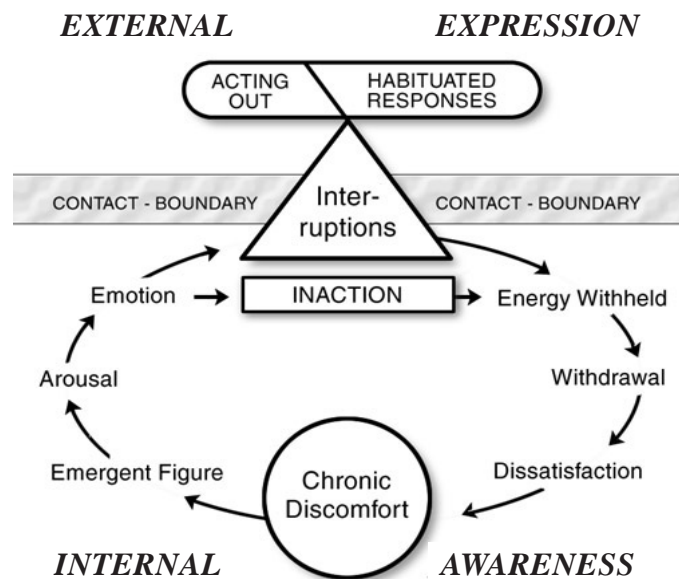 EXTERNAL EXPRESSION
ACTING
OUT
HABITUATED
RESPONSES
Inter-
ruptions
CONTACT - BOUNDARY
CONTACT - BOUNDARY
Emotion
INACTION
Energy Withheld
Arousal
Withdrawal
Emergent Figure
Chronic
Discomfort
Dissatisfaction
INTERNAL AWARENESS